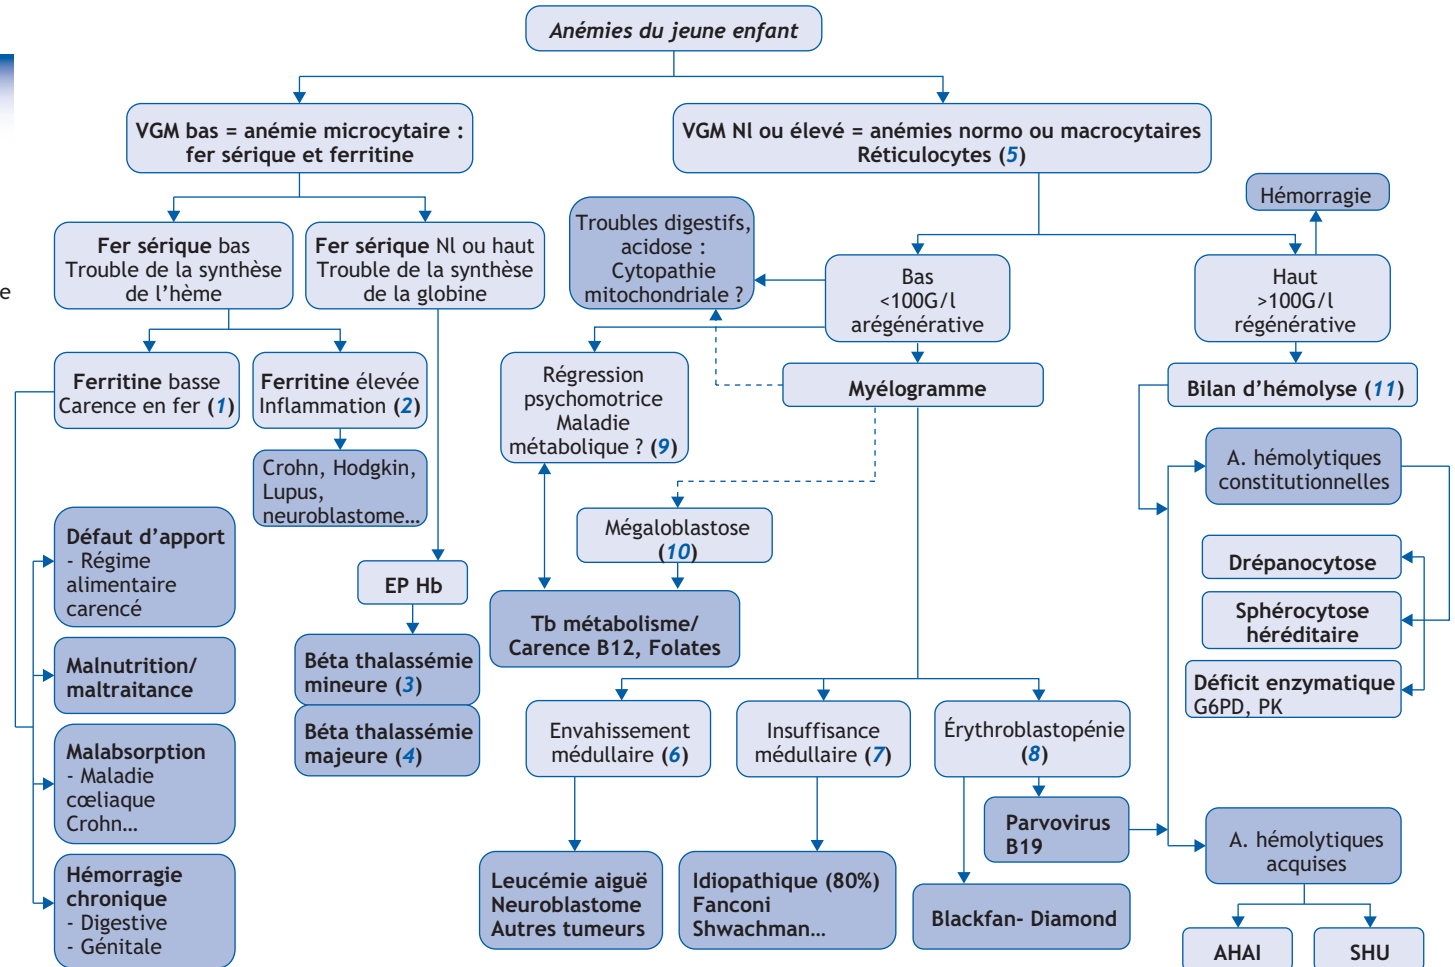 Anémies du jeune enfant
VGM bas = anémie microcytaire :
fer sérique et ferritine
VGM Nl ou élevé = anémies normo ou macrocytaires
Réticulocytes (5)
Hémorragie
Fer sérique bas
Trouble de la synthèse
de l’hème
Fer sérique Nl ou haut
Trouble de la synthèse
de la globine
Troubles digestifs,
acidose :
Cytopathie
mitochondriale ?
Bas
<100G/l
arégénérative
Haut
>100G/l
régénérative
e
Ferritine basse
Carence en fer (1)
Ferritine élevée
Inflammation (2)
Régression
psychomotrice
Maladie
métabolique ? (9)
Myélogramme
Bilan d’hémolyse (11)
Crohn, Hodgkin,
Lupus,
neuroblastome…
A. hémolytiques
constitutionnelles
Défaut d’apport
- Régime
alimentaire
carencé
Mégaloblastose
(10)
EP Hb
Drépanocytose
Sphérocytose
héréditaire
Déficit enzymatique
G6PD, PK
Tb métabolisme/
Carence B12, Folates
Malnutrition/
maltraitance
Béta thalassémie
mineure (3)
Béta thalassémie
majeure (4)
Malabsorption
- Maladie
cœliaque
Crohn…
Envahissement
médullaire (6)
Insuffisance
médullaire (7)
Érythroblastopénie
(8)
Parvovirus
B19
A. hémolytiques
acquises
Hémorragie
chronique
- Digestive
- Génitale
Leucémie aiguë
Neuroblastome
Autres tumeurs
Idiopathique (80%)
Fanconi
Shwachman…
Blackfan- Diamond
AHAI
SHU